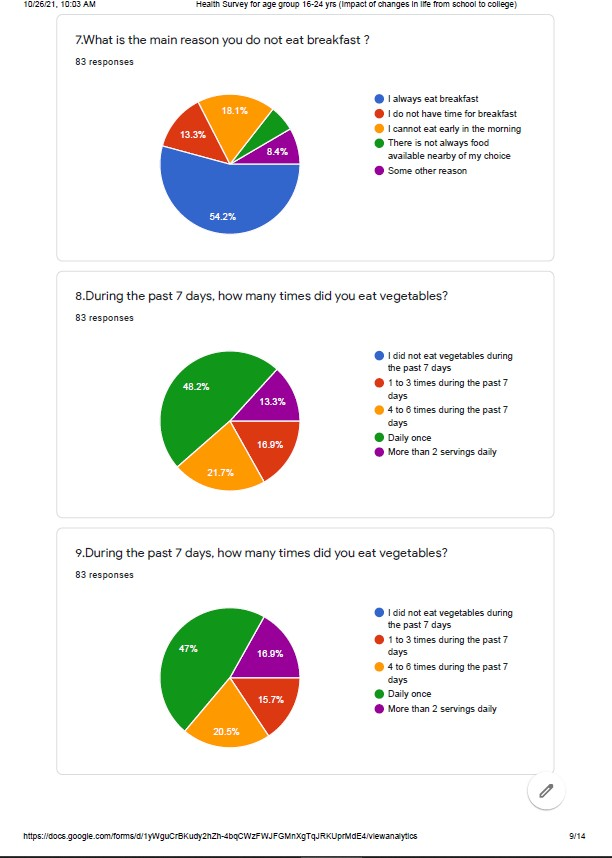 10/26/21, 10:03 AM Health Survey for age group 16-24 yrs (Impact of changes in life from school to college)
7.What is the main reason you do not eat breakfast ?
83 responses
18.1%
13.3%
8.4%
54.2%
I always eat breakfast
I do not have time for breakfast
I cannot eat early in the morning
There is not always food
available nearby of my choice
Some other reason
8.During the past 7 days, how many times did you eat vegetables?
83 responses
48.2%
13.3%
16.9%
21.7%
I did not eat vegetables during
the past 7 days
1 to 3 times during the past 7
days
4 to 6 times during the past 7
days
Daily once
More than 2 servings daily
9.During the past 7 days, how many times did you eat vegetables?
83 responses
47%
16.9%
15.7%
20.5%
I did not eat vegetables during
the past 7 days
1 to 3 times during the past 7
days
4 to 6 times during the past 7
days
Daily once
More than 2 servings daily
https://docs.google.com/forms/d/1yWguCrBKudy2hZh-4bqCWzFWJFGMnXgTqJRKUprMdE4/viewanalytics 9/14